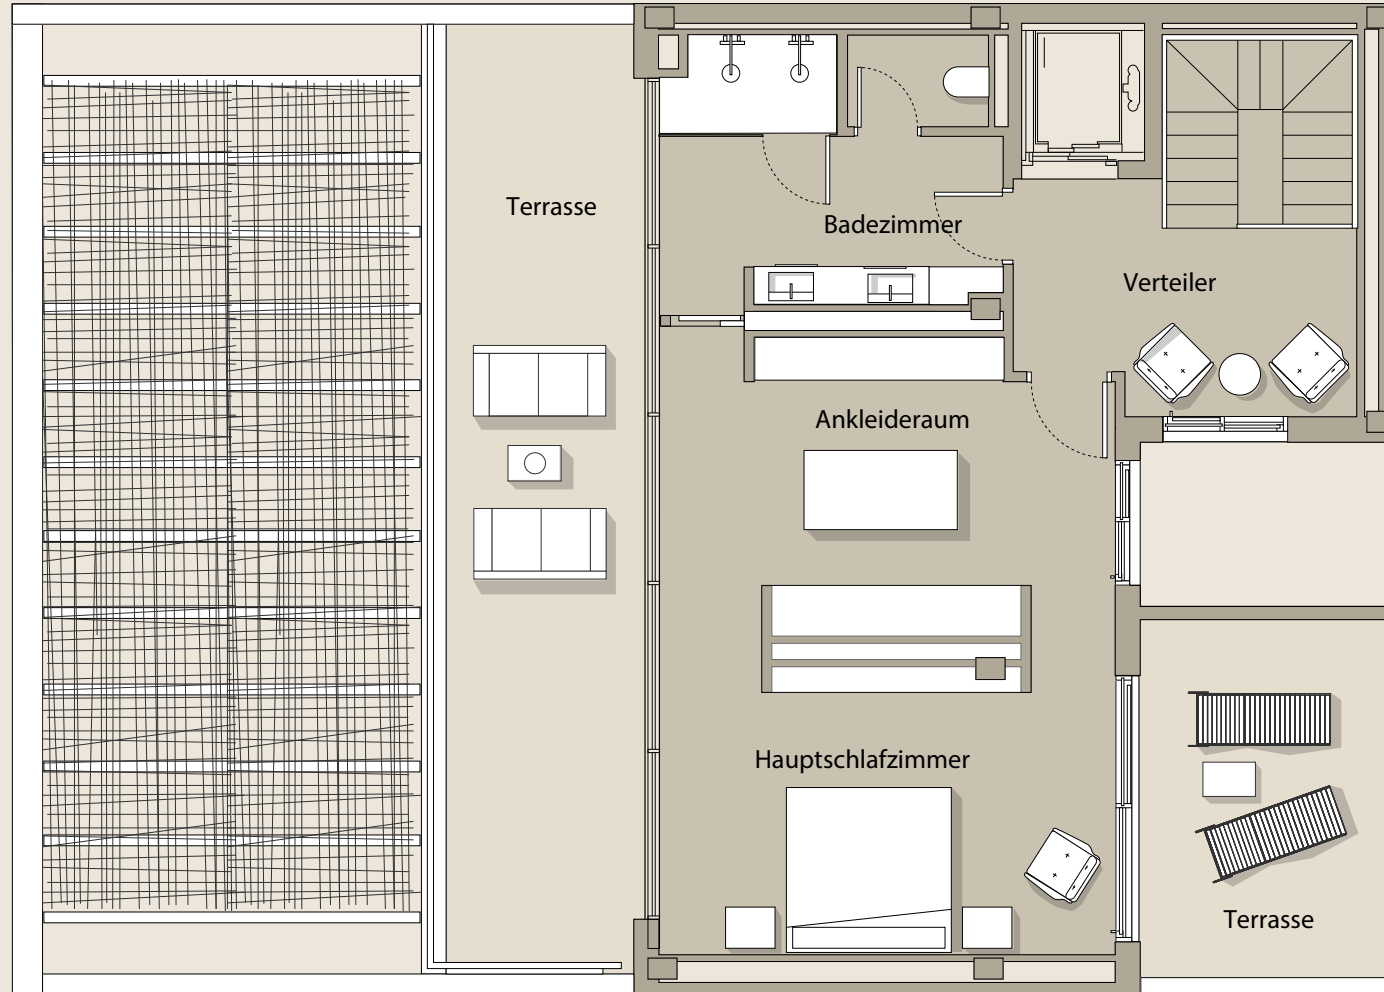 Terrasse
Badezimmer
Verteiler
Ankleideraum
Hauptschlafzimmer
Terrasse